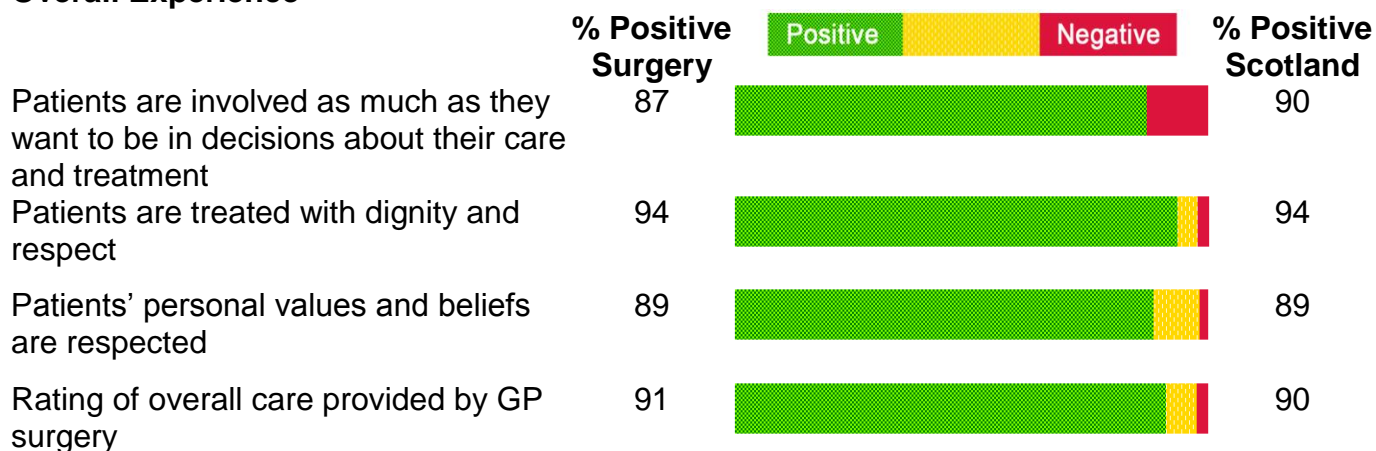 Overall Experience
% Positive Surgery
Positive Negative
% Positive Scotland
Patients are involved as much as they 87 90
want to be in decisions about their care
and treatment
Patients are treated with dignity and 94 94
respect
Patients’ personal values and beliefs 89 89
are respected
Rating of overall care provided by GP 91 90
surgery